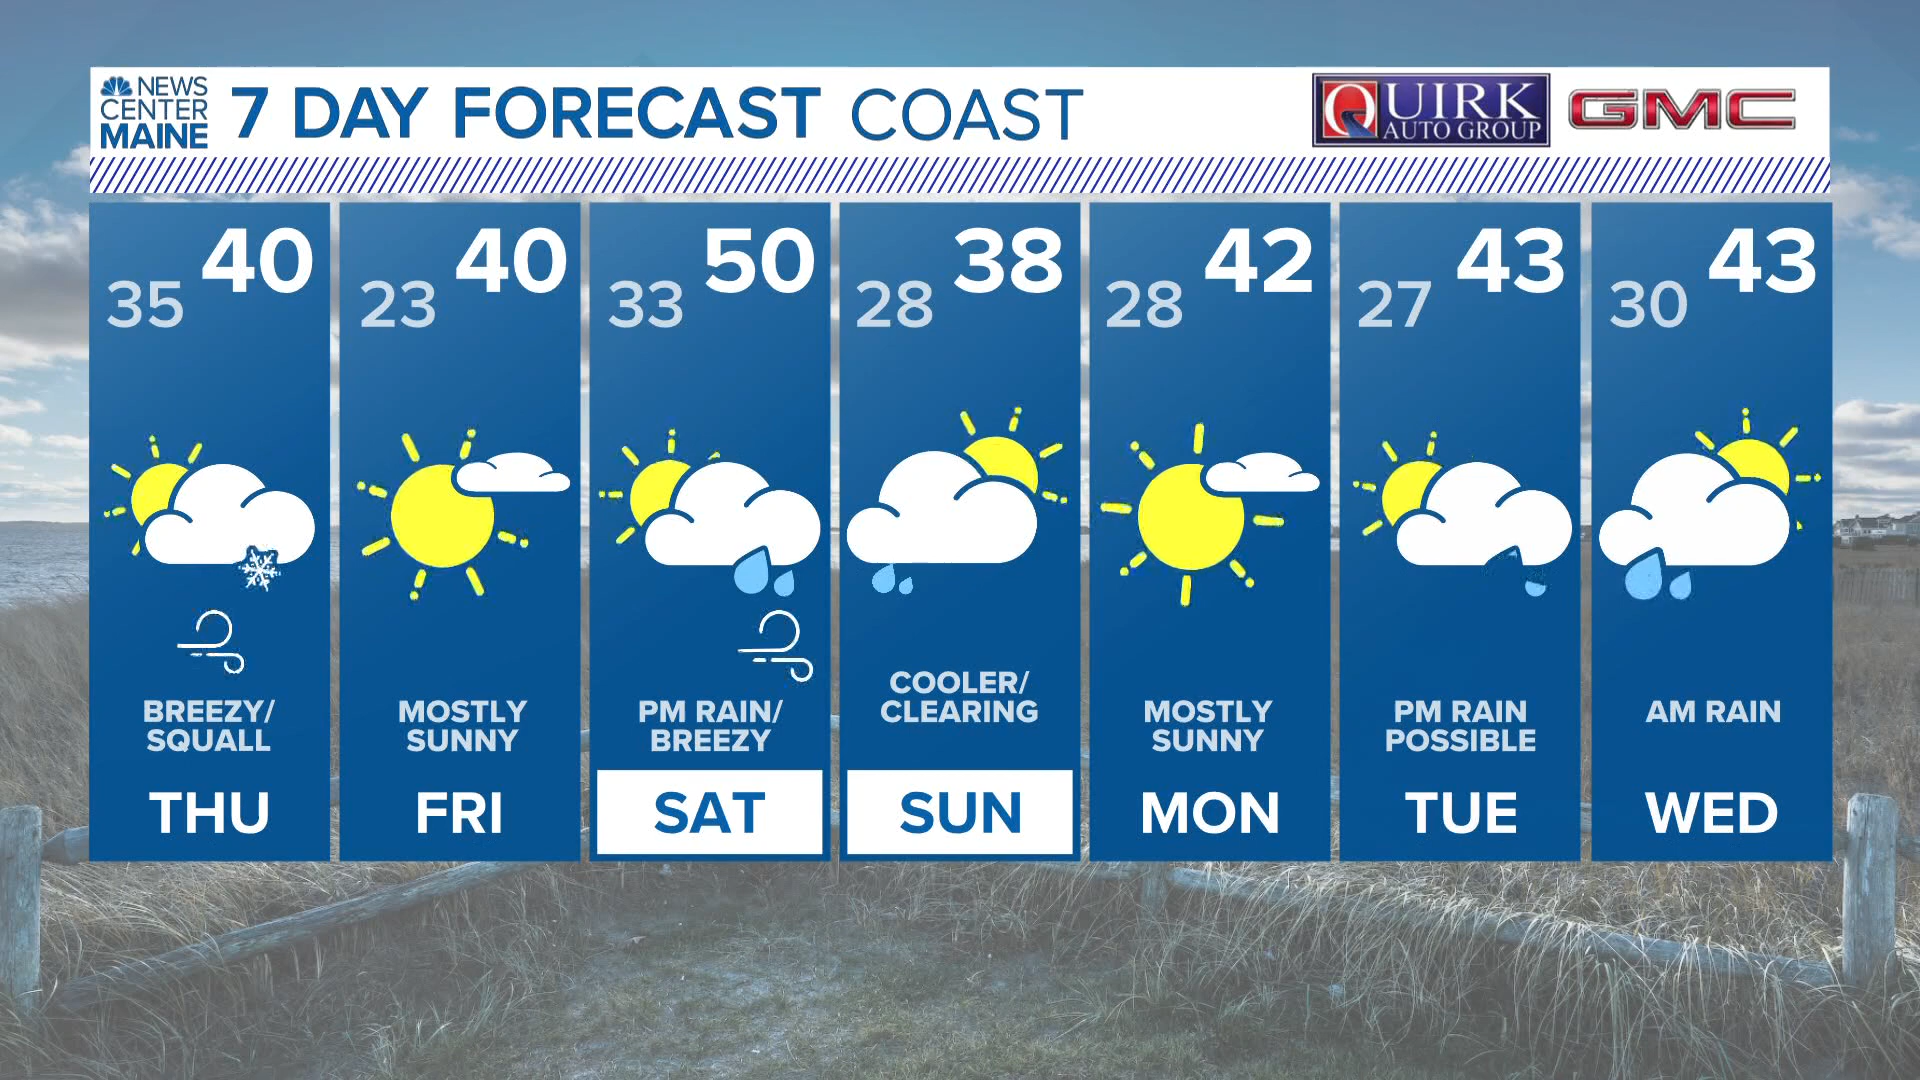 NEWS
CENTER
MAINE
7 DAY FORECAST COAST
QUIRK
AUTO GROUP
GMC
35 40
23 40
33 50
28 38
28 42
27 43
30 43
BREEZY/
SQUALL
MOSTLY
SUNNY
PM RAIN/
BREEZY
COOLER/
CLEARING
MOSTLY
SUNNY
PM RAIN
POSSIBLE
AM RAIN
THU
FRI
SAT
SUN
MON
TUE
WED